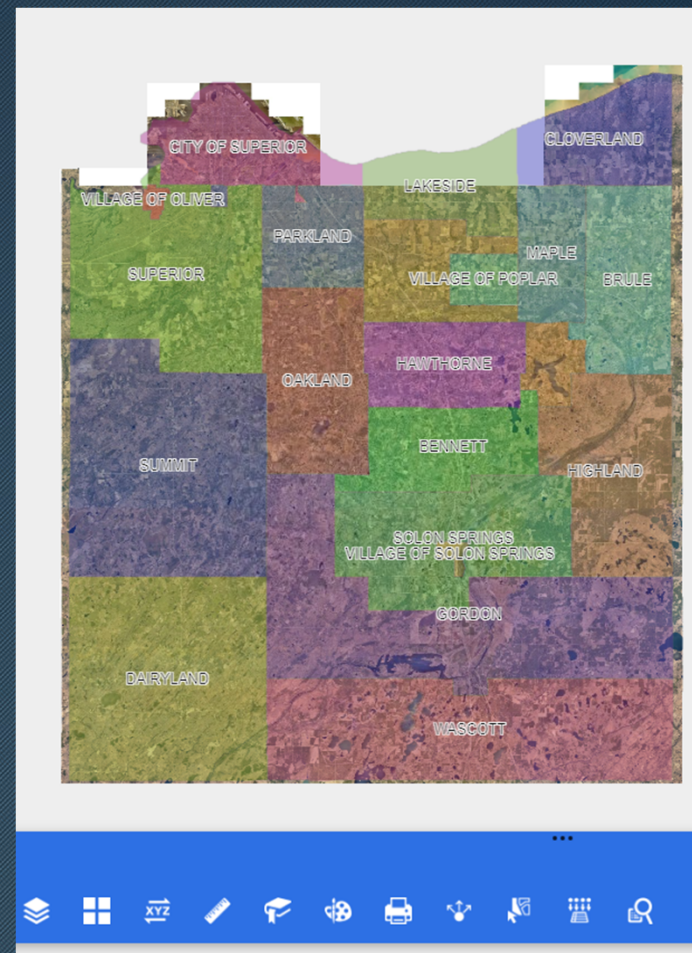 CLOVERLAND
CITY OF SUPERIOR
LAKESIDE
VILLAGE OF OLIVER
PARKLAND
MAPLE
SUPERIOR
VILLAGE OF POPLAR
BRULE
HAWTHORNE
OAKLAND
BENNETT
SUMMIT
HIGHLAND
SOLON SPRINGS
VILLAGE OF SOLON SPRINGS
GORDON
DAIRYLAND
WASCOTT
XYZ